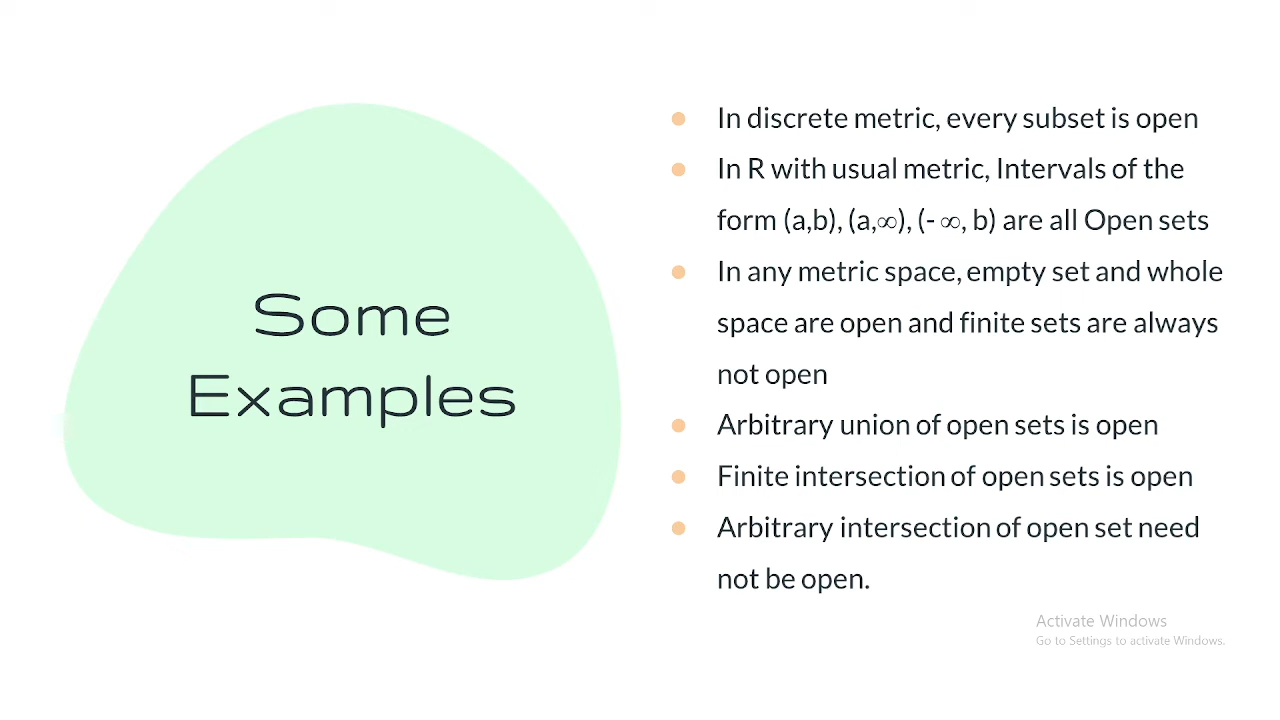 Some
Examples
● In discrete metric, every subset is open
● In R with usual metric, Intervals of the
form (a,b), (a,∞), (- ∞, b) are all Open sets
● In any metric space, empty set and whole
space are open and finite sets are always
not open
● Arbitrary union of open sets is open
● Finite intersection of open sets is open
● Arbitrary intersection of open set need
not be open.
Activate Windows
Go to Settings to activate Windows.